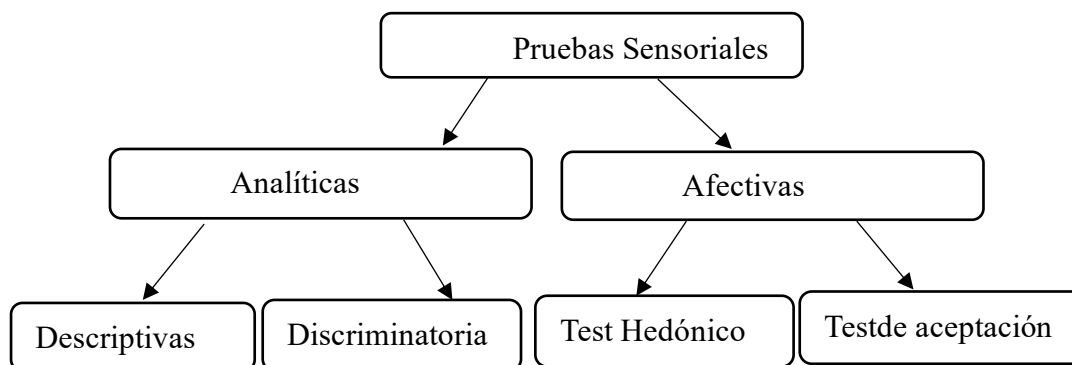 Pruebas Sensoriales
Analíticas
Afectivas
Descriptivas
Discriminatoria
Test Hedónico
Testde aceptación